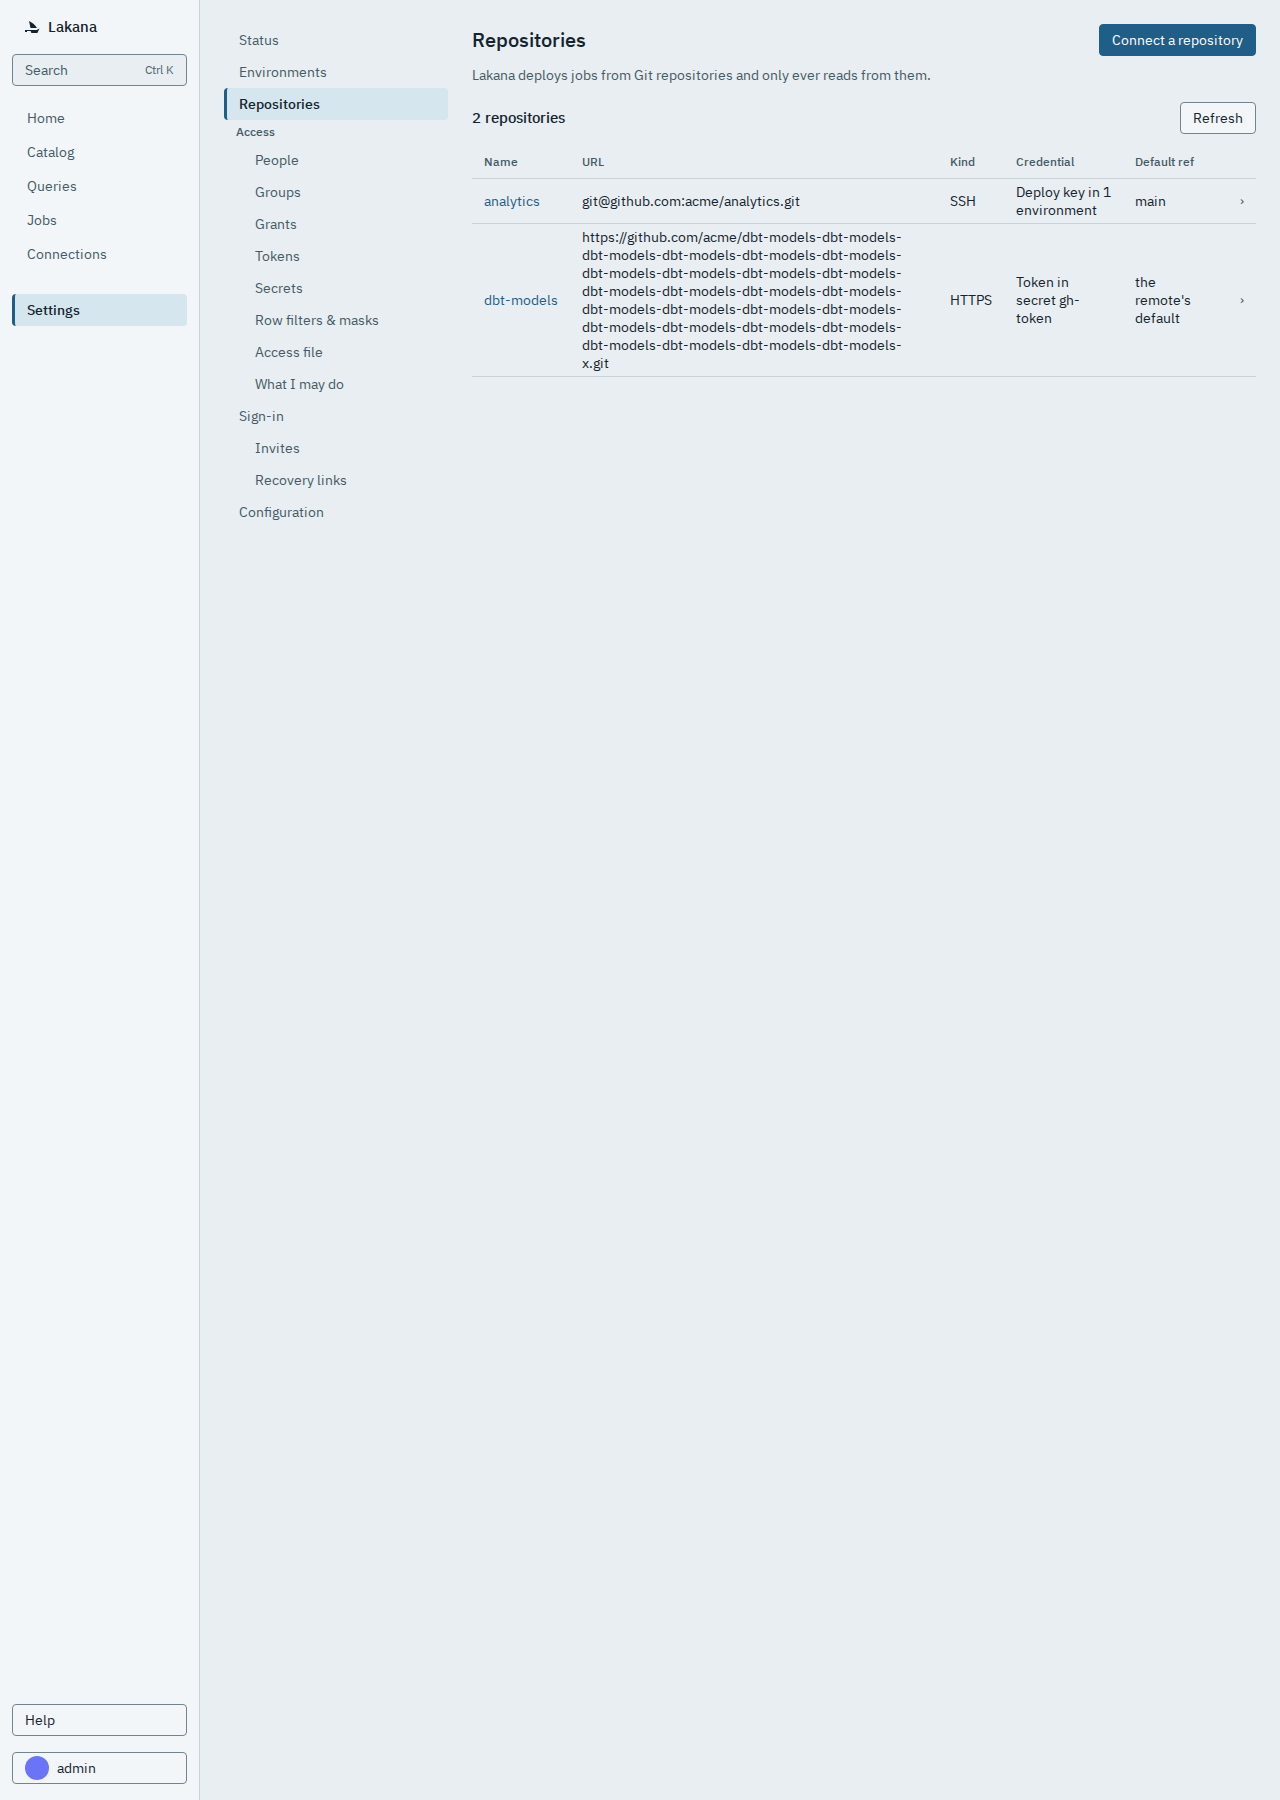 Lakana
Search Ctrl K
Home
Catalog
Queries
Jobs
Connections
Settings
Help
admin
Status
Environments
Repositories
Access
People
Groups
Grants
Tokens
Secrets
Row filters & masks
Access file
What I may do
Sign-in
Invites
Recovery links
Configuration
Repositories
Connect a repository
Lakana deploys jobs from Git repositories and only ever reads from them.
2 repositories
Refresh
Name URL Kind Credential Default ref
analytics git@github.com:acme/analytics.git SSH Deploy key in 1
environment main ›
dbt-models
https://github.com/acme/dbt-models-dbt-models-
dbt-models-dbt-models-dbt-models-dbt-models-
dbt-models-dbt-models-dbt-models-dbt-models-
dbt-models-dbt-models-dbt-models-dbt-models-
dbt-models-dbt-models-dbt-models-dbt-models-
dbt-models-dbt-models-dbt-models-dbt-models-
dbt-models-dbt-models-dbt-models-dbt-models-
x.git
HTTPS
Token in
secret gh-
token
the
remote's
default
›